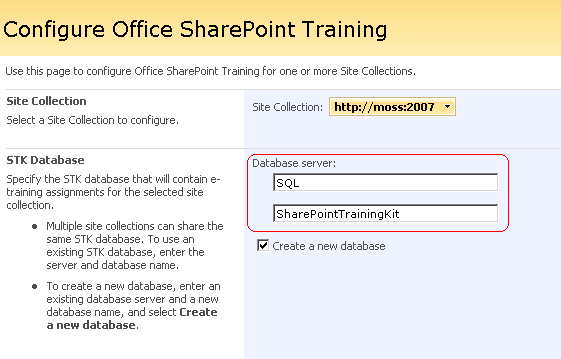 Configure Office SharePoint Training
Use this page to configure Office SharePoint Training for one or more Site Collections.
Site Collection
Select a Site Collection to configure.
Site Collection: http://moss:2007
STK Database
Specify the STK database that will contain e-
training assignments for the selected site
collection.
• Multiple site collections can share the
same STK database. To use an
existing STK database, enter the
server and database name.
• To create a new database, enter an
existing database server and a new
database name, and select Create
a new database.
Database server:
SQL
SharePointTrainingKit
Create a new database